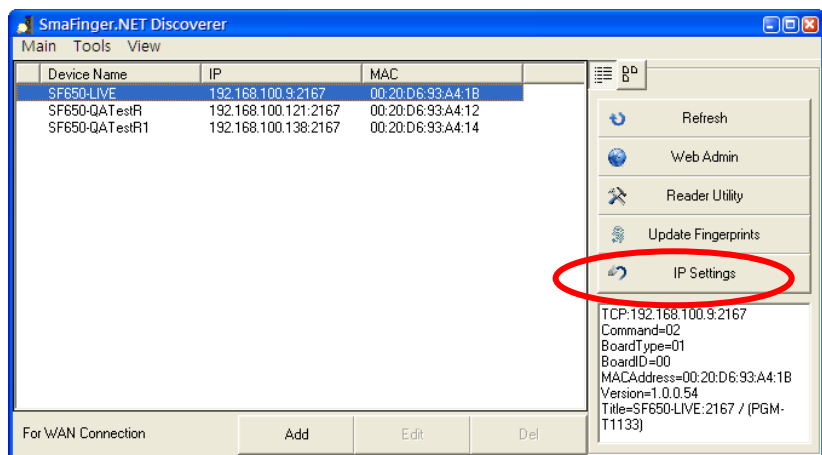 SmaFinger.NET Discoverer
Main Tools View
Device Name IP MAC
SF650-LIVE 192.168.100.9:2167 00:20:D6:93:A4:1B
SF650-QATestR 192.168.100.121:2167 00:20:D6:93:A4:12
SF650-QATestR1 192.168.100.138:2167 00:20:D6:93:A4:14
Refresh
Web Admin
Reader Utility
Update Fingerprints
IP Settings
TCP:192.168.100.9:2167
Command=02
BoardType=01
BoardID=00
MACAddress=00:20:D6:93:A4:1B
Version=1.0.0.54
Title=SF650-LIVE:2167 / (PGM-
T1133)
For WAN Connection Add Edit Del